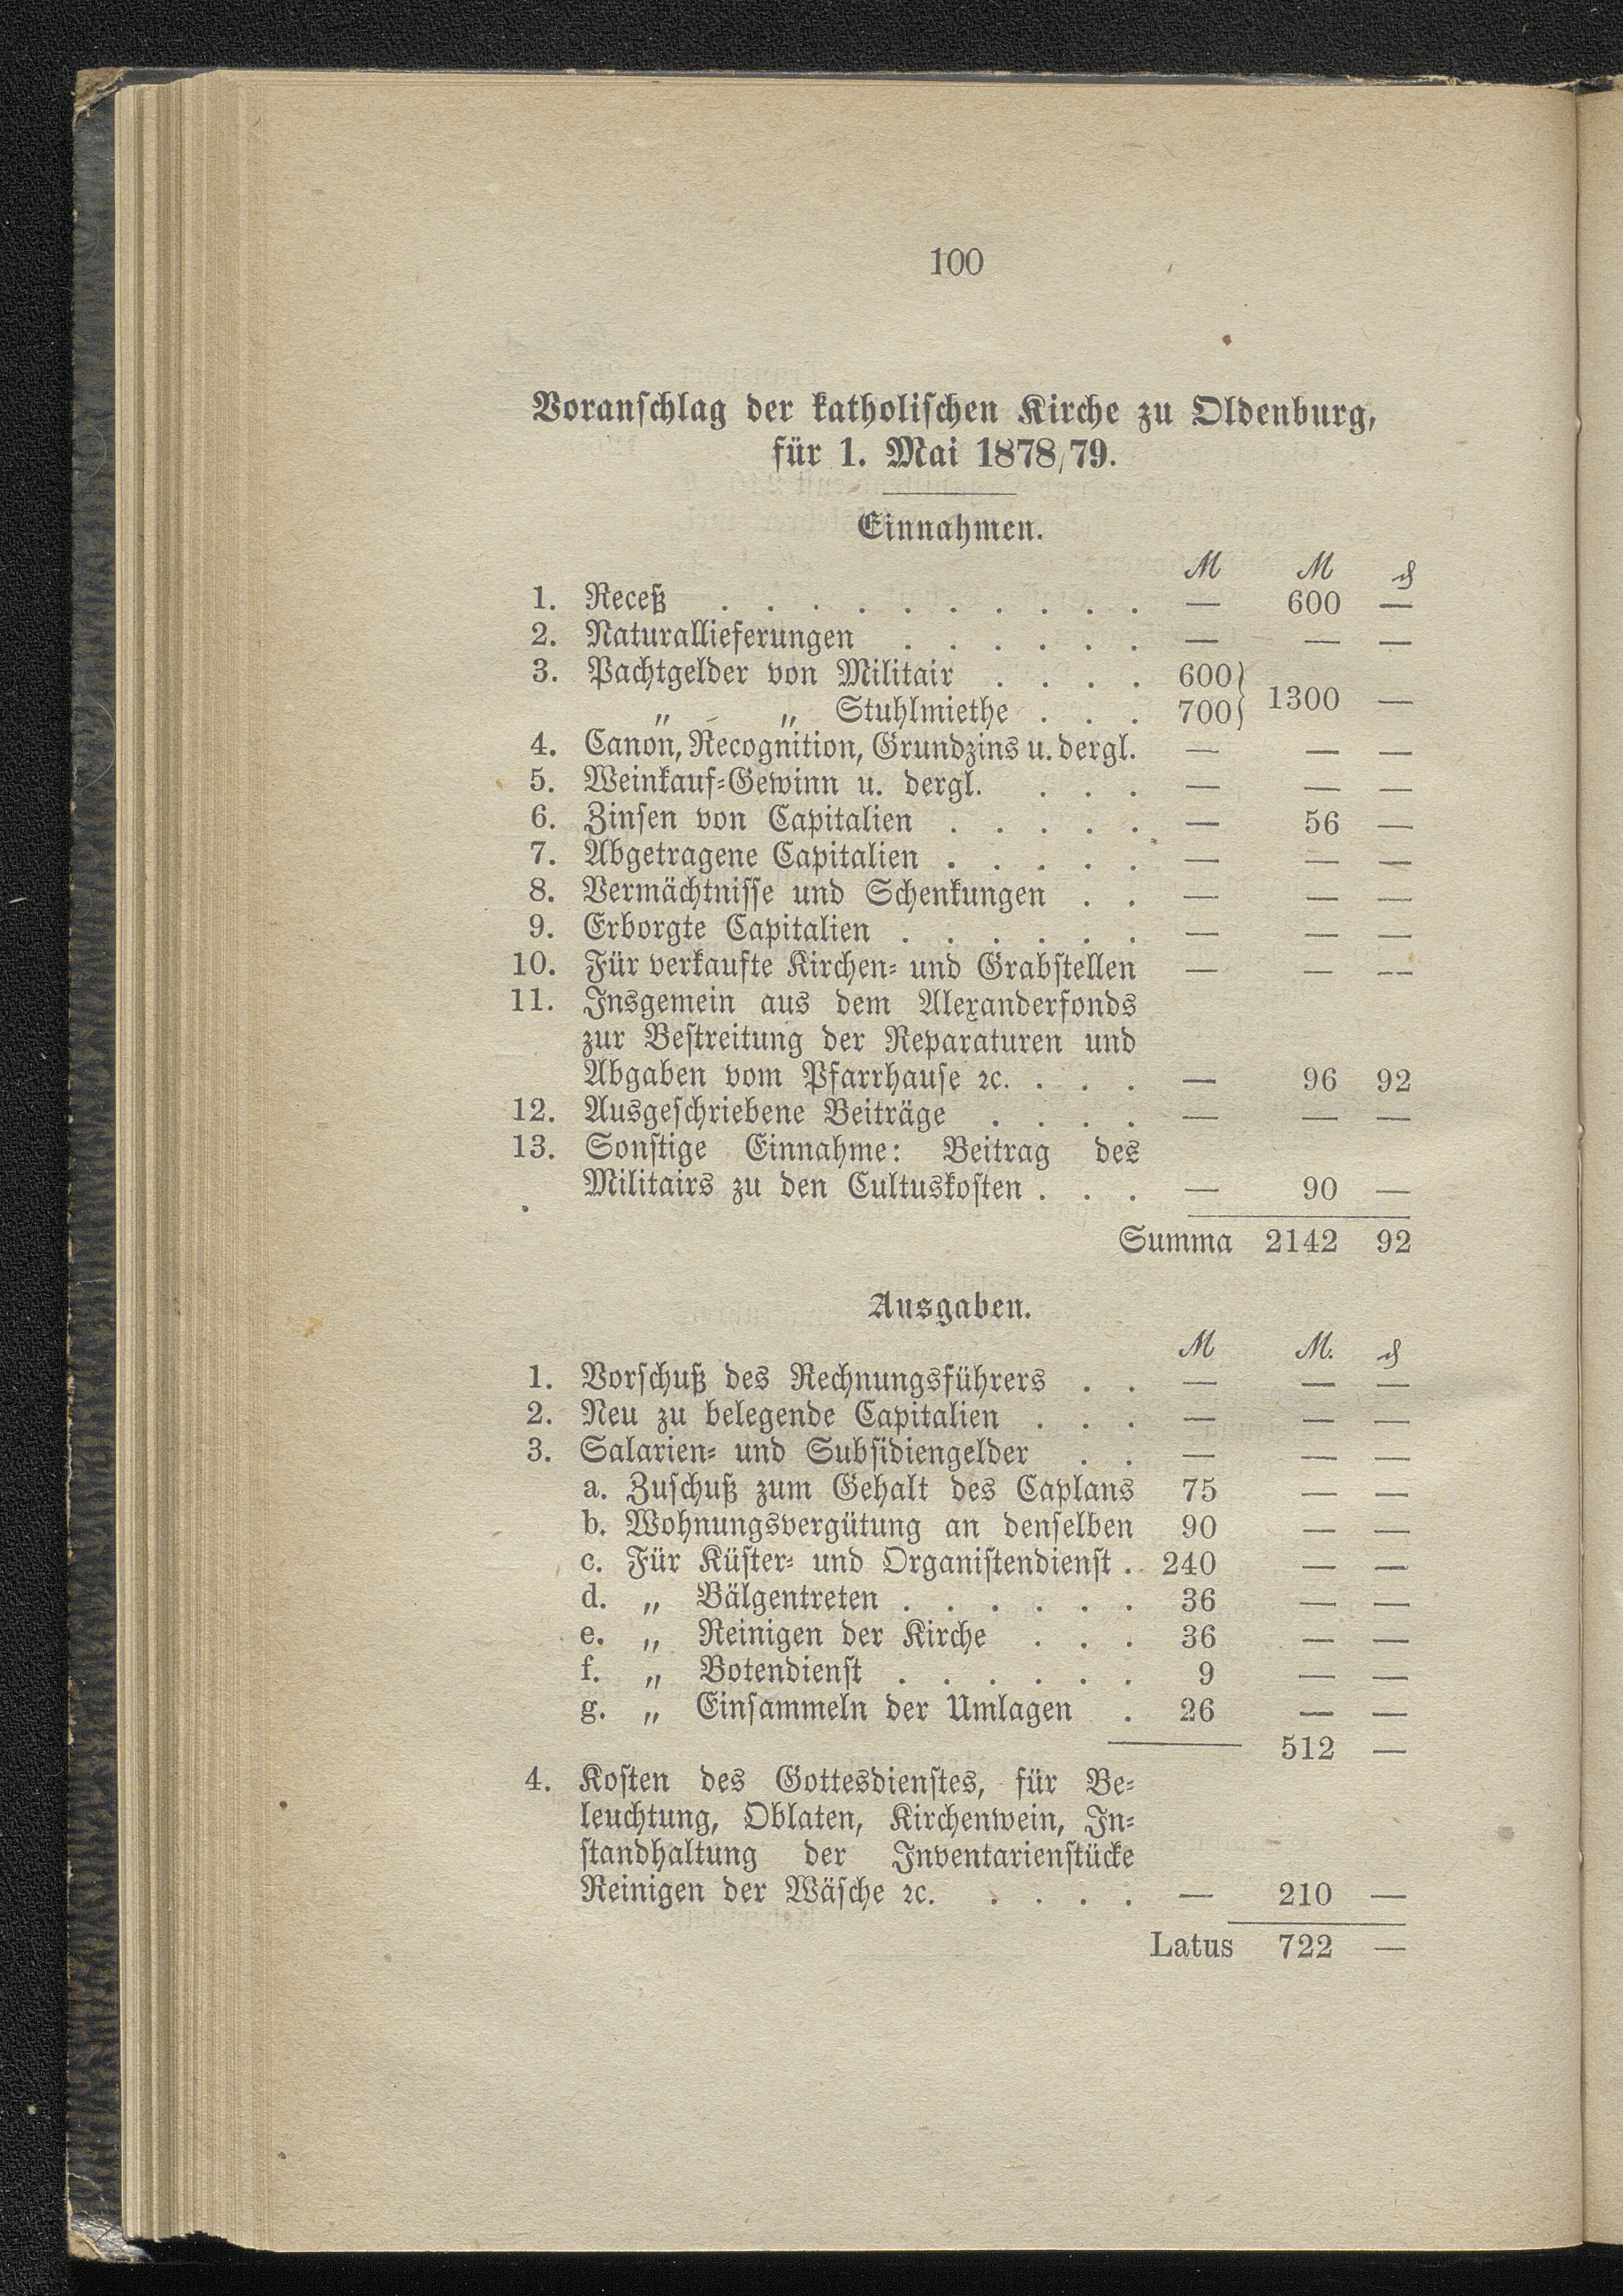 100
Voranschlag der katholischen Kirche zu Oldenburg,
für 1. Mai 1878/79.
Einnahmen.
M M ₰
1. Receß . . . . . . . . . . — 600 —
2. Naturallieferungen . . . . . . — — —
3. Pachtgelder von Militair . . . . 600} 1300 —
„ „ Stuhlmiethe . . . 700}
4. Canon, Recognition, Grundzins u. dergl. — — —
5. Weinkauf-Gewinn u. dergl. . . . — — —
6. Zinsen von Capitalien . . . . . — 56 —
7. Abgetragene Capitalien . . . . . — — —
8. Vermächtnisse und Schenkungen . . — — —
9. Erborgte Capitalien . . . . . . — — —
10. Für verkaufte Kirchen- und Grabstellen — — —
11. Insgemein aus dem Alexanderfonds
zur Bestreitung der Reparaturen und
Abgaben vom Pfarrhause ꝛc. . . . — 96 92
12. Ausgeschriebene Beiträge . . . . — — —
13. Sonstige Einnahme: Beitrag des
Militairs zu den Cultuskosten . . . — 90 —
Summa 2142 92
Ausgaben.
M M. ₰
1. Vorschuß des Rechnungsführers . . — — —
2. Neu zu belegende Capitalien . . . — — —
3. Salarien- und Subsidiengelder . . — — —
a. Zuschuß zum Gehalt des Caplans 75 — —
b. Wohnungsvergütung an denselben 90 — —
c. Für Küster- und Organistendienst . 240 — —
d. „ Bälgentreten . . . . . . 36 — —
e. „ Reinigen der Kirche . . . 36 — —
f. „ Botendienst . . . . . . 9 — —
g. „ Einsammeln der Umlagen . 26 — —
512 —
4. Kosten des Gottesdienstes, für Be-
leuchtung, Oblaten, Kirchenwein, In-
standhaltung der Inventarienstücke
Reinigen der Wäsche ꝛc. . . . . — 210 —
Latus 722 —